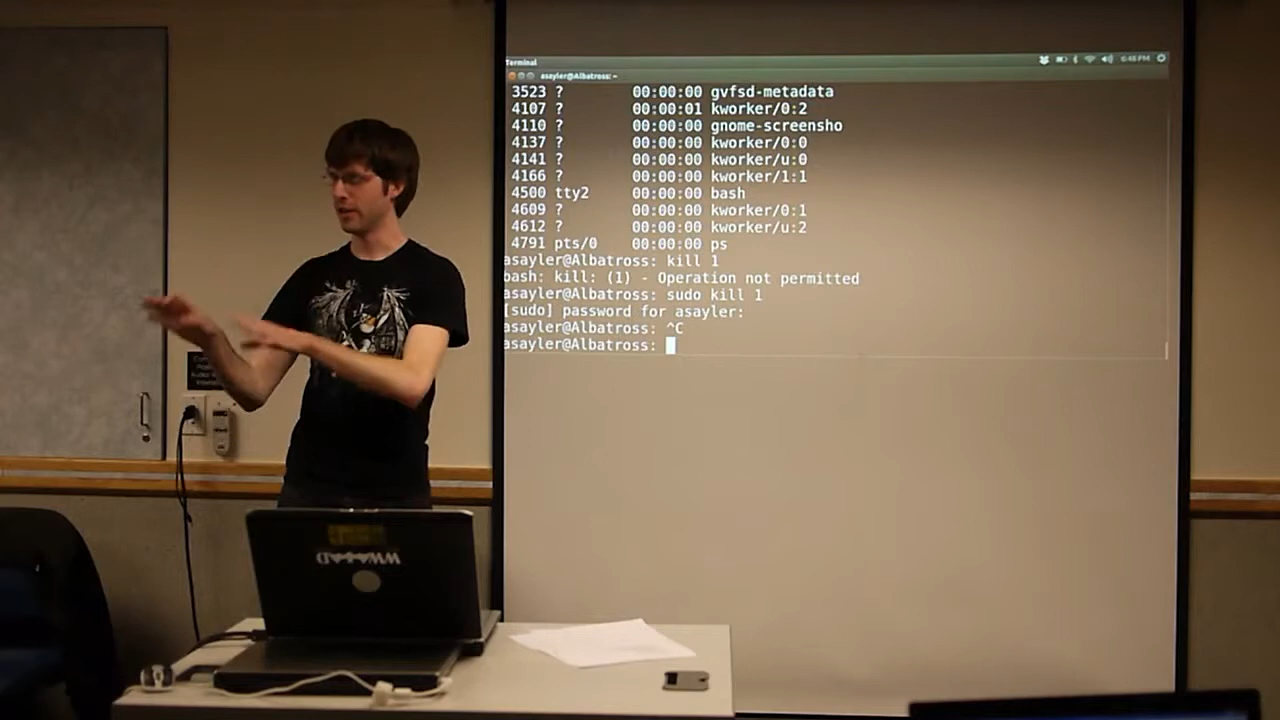 Terminal 6:48 PM
asayler@Albatross: ~
3523 ? 00:00:00 gvfsd-metadata
4107 ? 00:00:01 kworker/0:2
4110 ? 00:00:00 gnome-screensho
4137 ? 00:00:00 kworker/0:0
4141 ? 00:00:00 kworker/u:0
4166 ? 00:00:00 kworker/1:1
4500 tty2 00:00:00 bash
4609 ? 00:00:00 kworker/0:1
4612 ? 00:00:00 kworker/u:2
4791 pts/0 00:00:00 ps
asayler@Albatross: kill 1
bash: kill: (1) - Operation not permitted
asayler@Albatross: sudo kill 1
[sudo] password for asayler:
asayler@Albatross: ^C
asayler@Albatross: